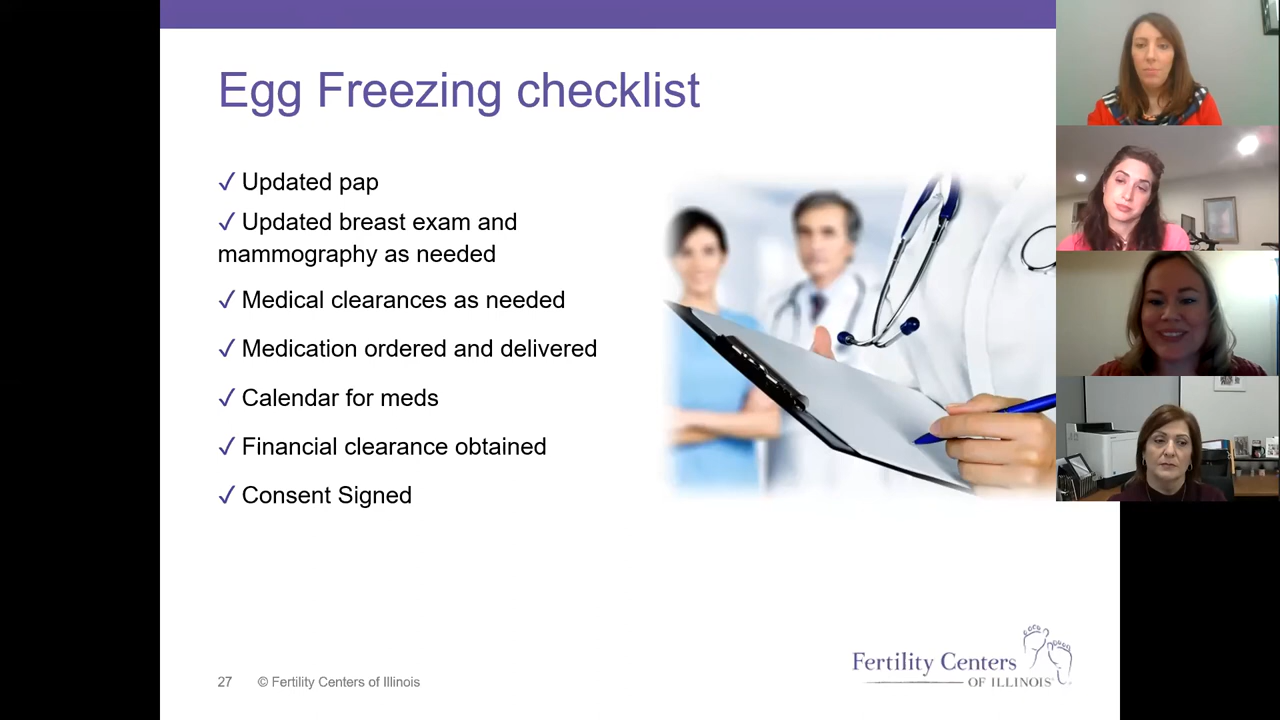 Egg Freezing checklist
✓ Updated pap
✓ Updated breast exam and
mammography as needed
✓ Medical clearances as needed
✓ Medication ordered and delivered
✓ Calendar for meds
✓ Financial clearance obtained
✓ Consent Signed
27 © Fertility Centers of Illinois
Fertility Centers
OF ILLINOIS